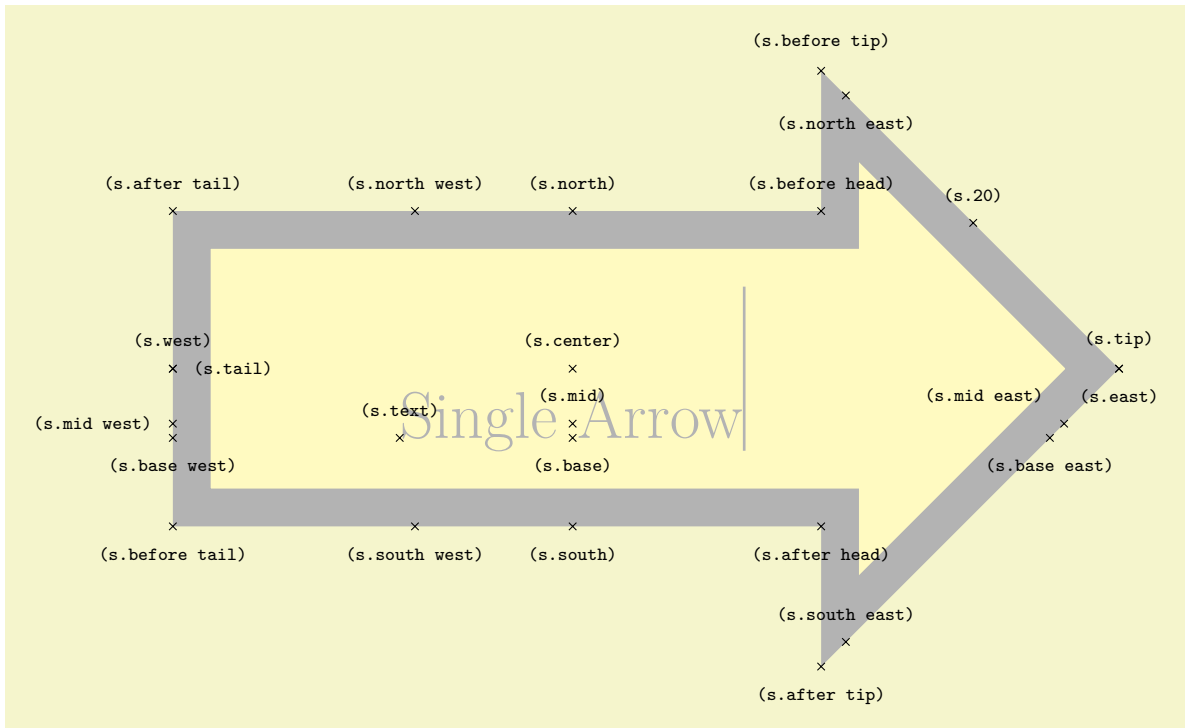 (s.before tip)
(s.north east)
(s.after tail) (s.north west) (s.north) (s.before head)
(s.20)
(s.west) (s.center) (s.tip)
(s.tail)
(s.mid) (s.mid east) (s.east)
(s.text)
Single Arrow
(s.mid west)
(s.base west) (s.base) (s.base east)
(s.before tail) (s.south west) (s.south) (s.after head)
(s.south east)
(s.after tip)